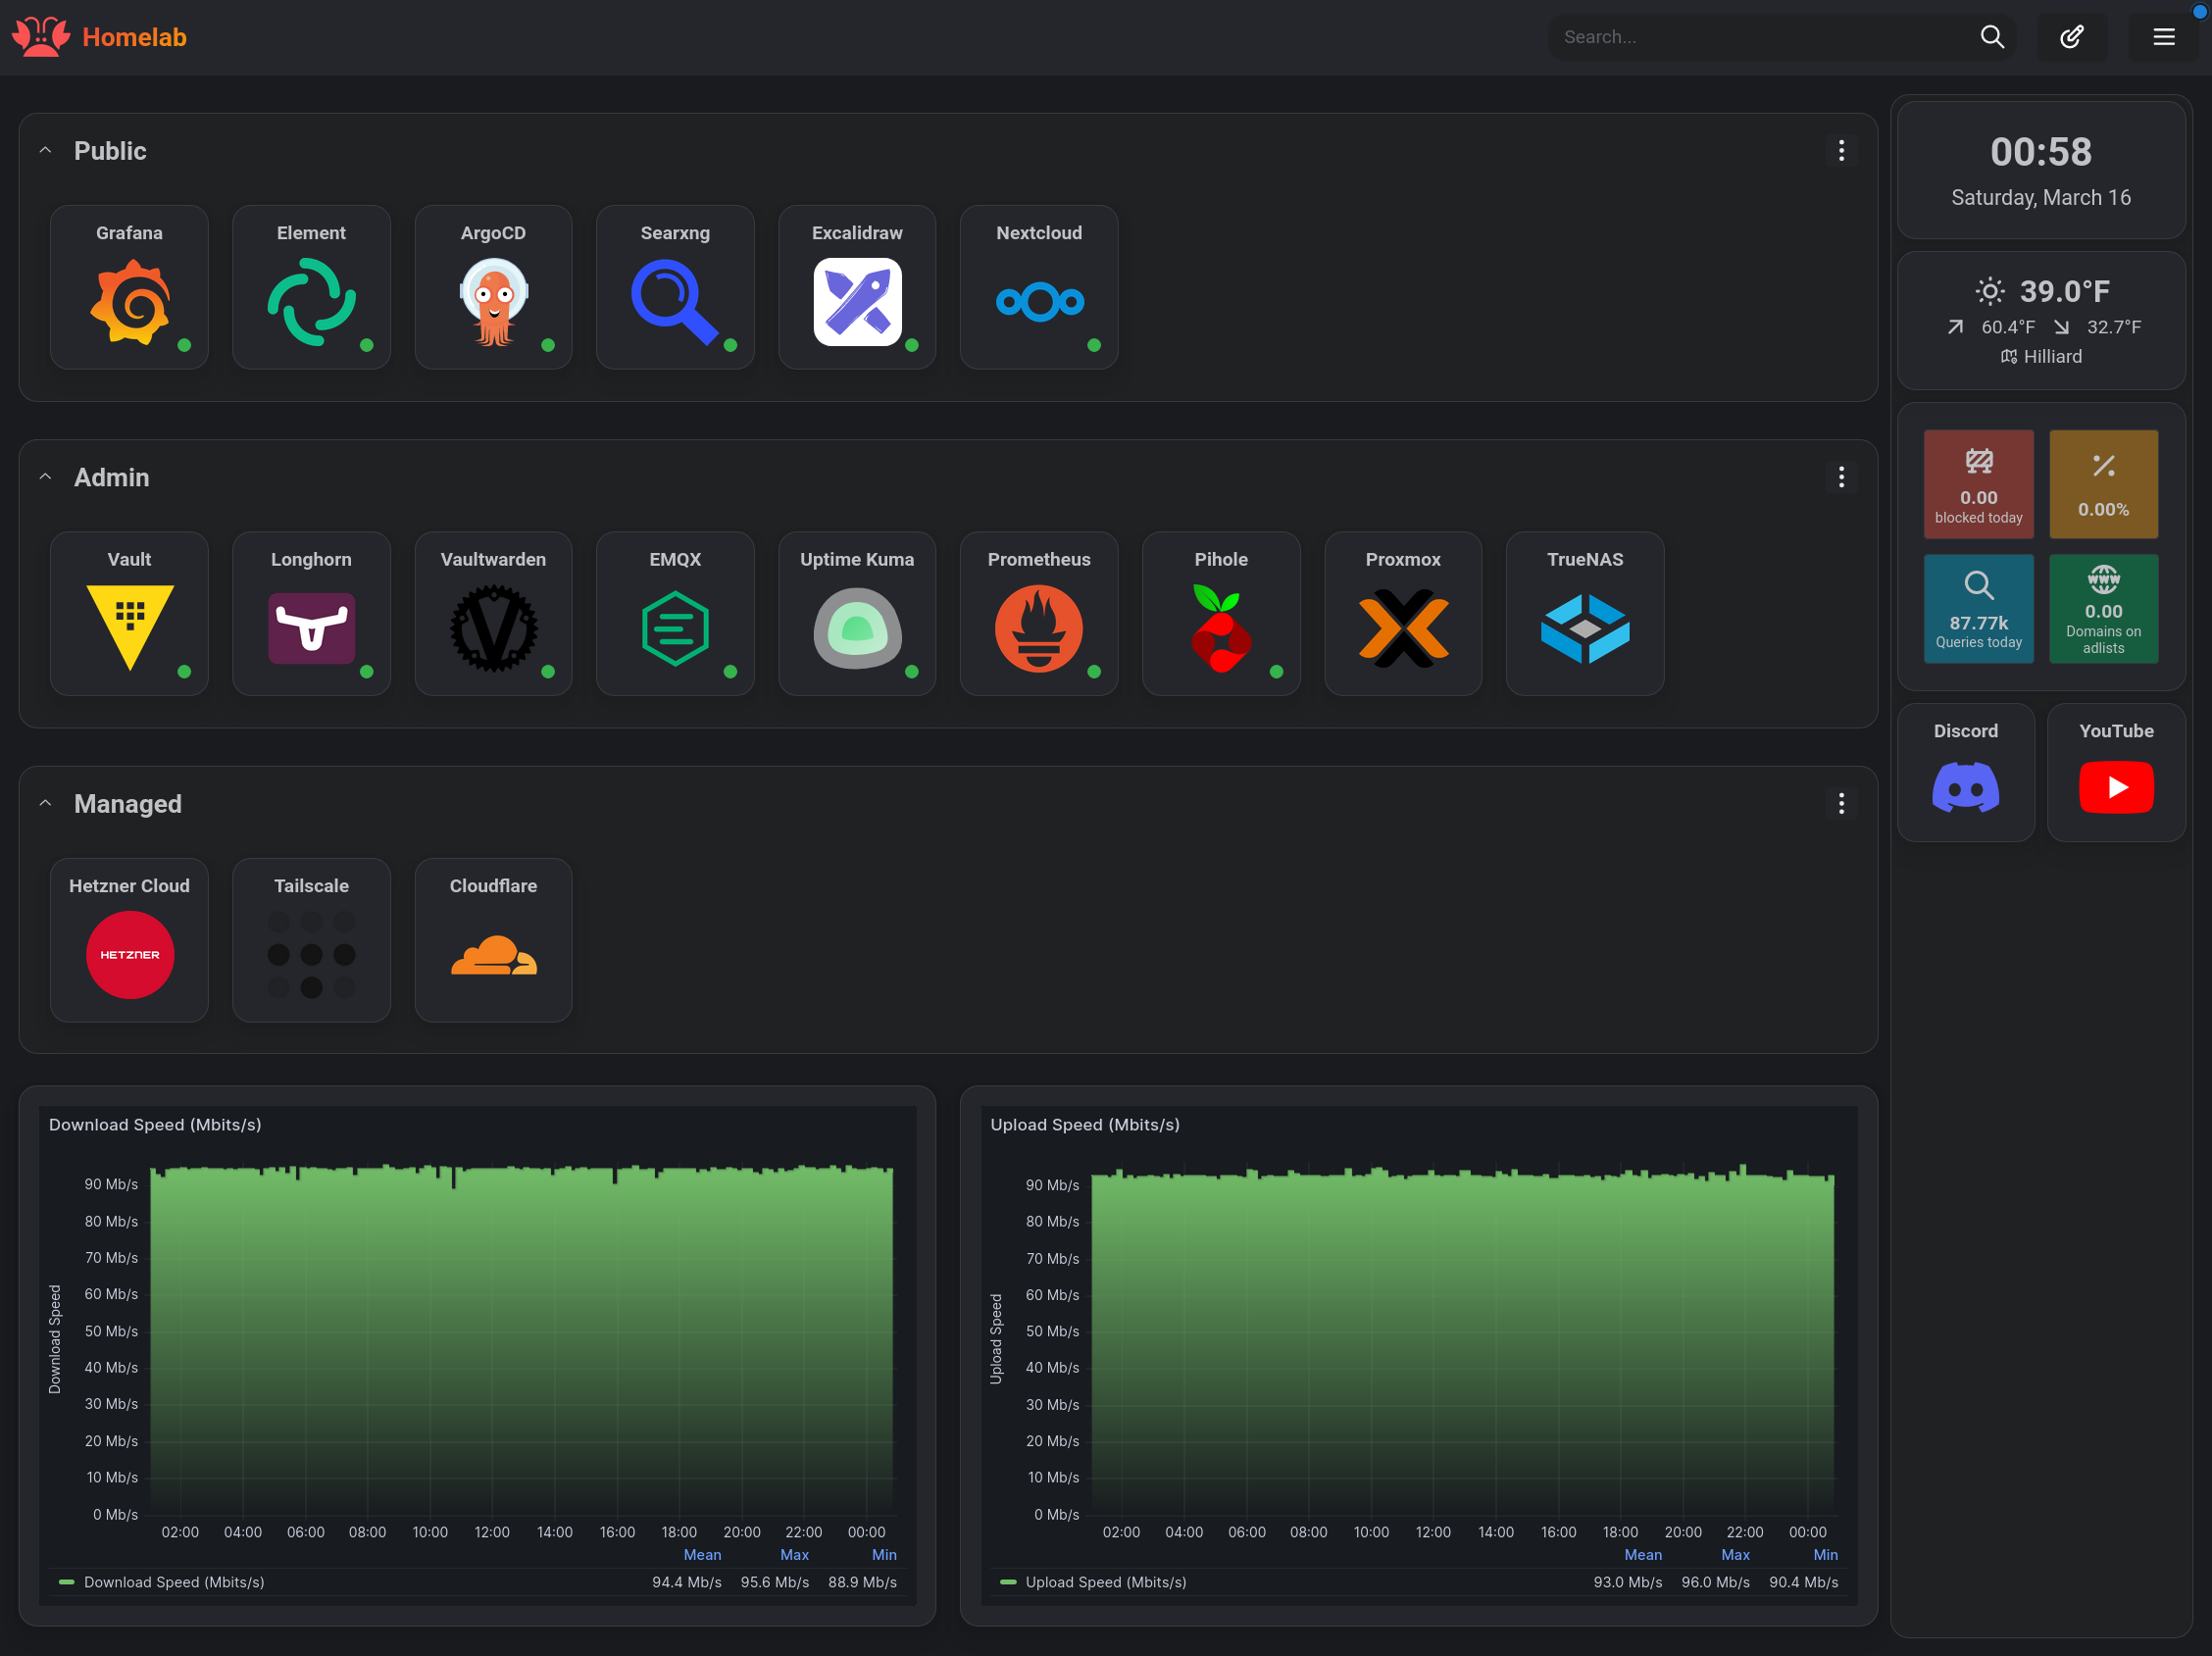 Homelab
Search...
Public
Grafana
Element
ArgoCD
Searxng
Excalidraw
Nextcloud
Admin
Vault
Longhorn
Vaultwarden
EMQX
Uptime Kuma
Prometheus
Pihole
Proxmox
TrueNAS
Managed
Hetzner Cloud
HETZNER
Tailscale
Cloudflare
Download Speed (Mbits/s)
Download Speed
90 Mb/s
80 Mb/s
70 Mb/s
60 Mb/s
50 Mb/s
40 Mb/s
30 Mb/s
20 Mb/s
10 Mb/s
0 Mb/s
02:00 04:00 06:00 08:00 10:00 12:00 14:00 16:00 18:00 20:00 22:00 00:00
Mean Max Min
Download Speed (Mbits/s) 94.4 Mb/s 95.6 Mb/s 88.9 Mb/s
Upload Speed (Mbits/s)
Upload Speed
90 Mb/s
80 Mb/s
70 Mb/s
60 Mb/s
50 Mb/s
40 Mb/s
30 Mb/s
20 Mb/s
10 Mb/s
0 Mb/s
02:00 04:00 06:00 08:00 10:00 12:00 14:00 16:00 18:00 20:00 22:00 00:00
Mean Max Min
Upload Speed (Mbits/s) 93.0 Mb/s 96.0 Mb/s 90.4 Mb/s
00:58
Saturday, March 16
39.0°F
60.4°F 32.7°F
Hilliard
0.00
blocked today
0.00%
87.77k
Queries today
WWW
0.00
Domains on
adlists
Discord
YouTube